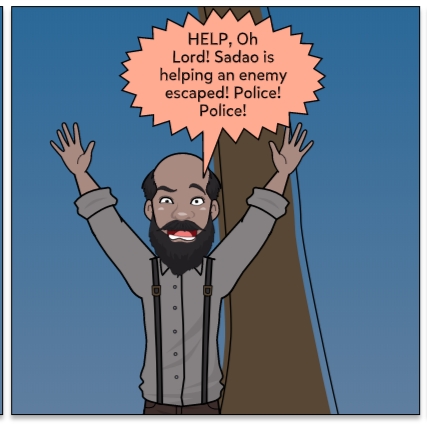 HELP, Oh
Lord! Sadao is
helping an enemy
escaped! Police!
Police!